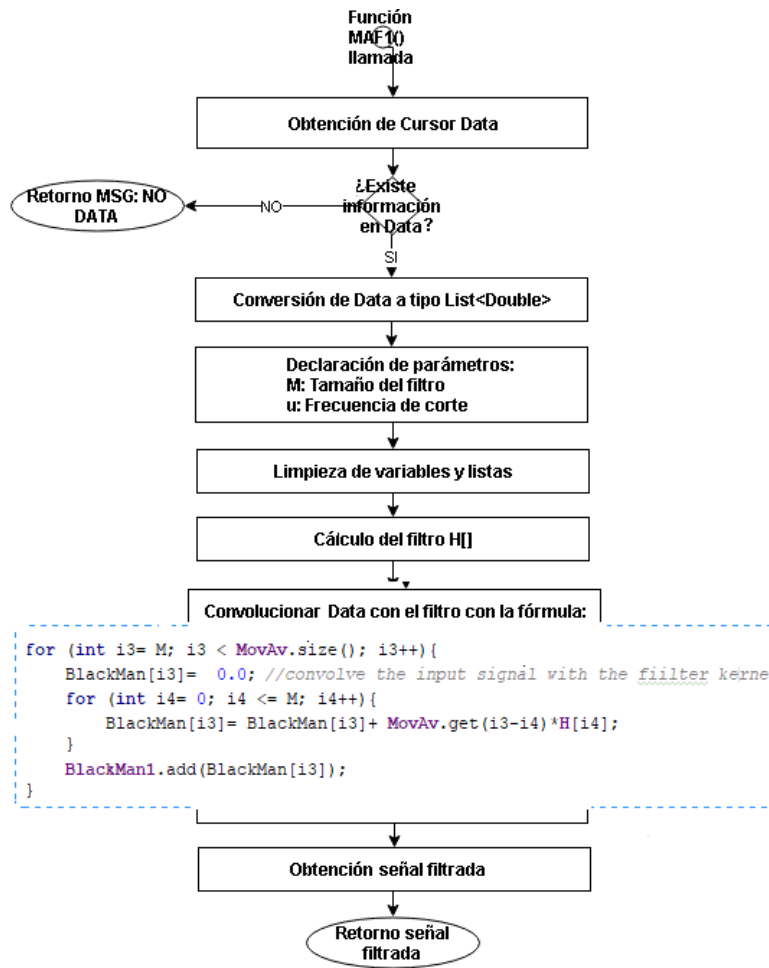 Función
MAF1()
llamada
Obtención de Cursor Data
¿Existe
información
en Data?
NO
Retorno MSG: NO
DATA
SI
Conversión de Data a tipo List<Double>
Declaración de parámetros:
M: Tamaño del filtro
u: Frecuencia de corte
Limpieza de variables y listas
Cálculo del filtro H[]
Convolucionar Data con el filtro con la fórmula:
for (int i3= M; i3 < MovAv.size(); i3++){
BlackMan[i3]= 0.0; //convolve the input signal with the fiilter kerne
for (int i4= 0; i4 <= M; i4++){
BlackMan[i3]= BlackMan[i3]+ MovAv.get(i3-i4)*H[i4];
}
BlackMan1.add(BlackMan[i3]);
}
Obtención señal filtrada
Retorno señal
filtrada